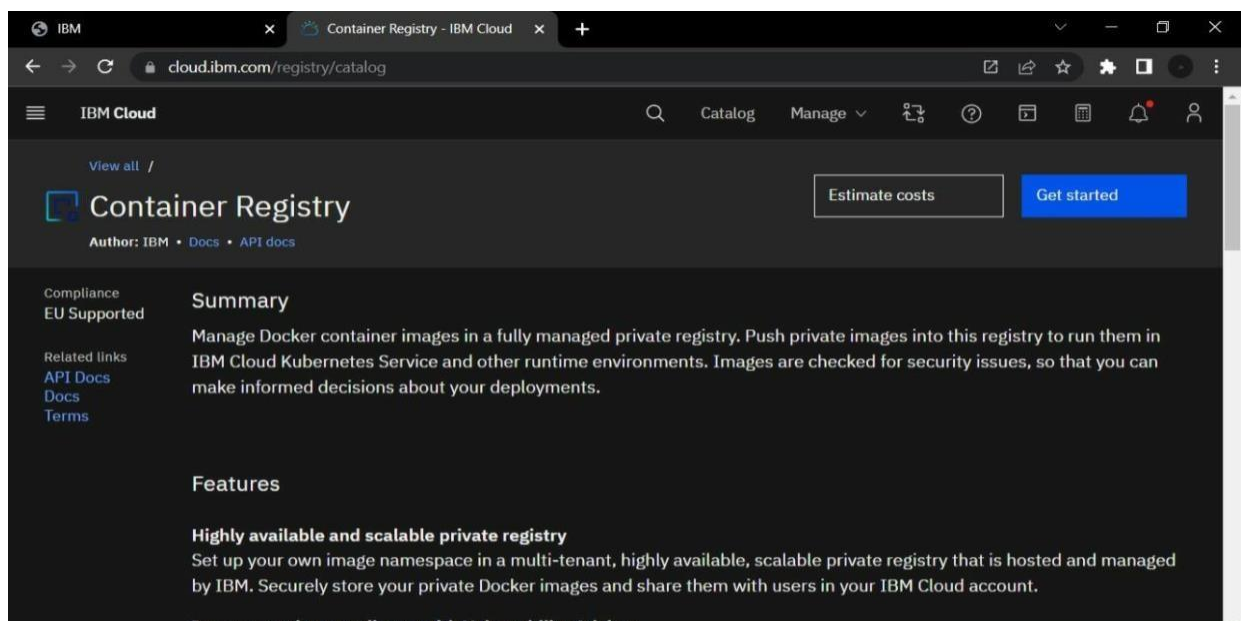 IBM
Container Registry - IBM Cloud
cloud.ibm.com/registry/catalog
IBM Cloud
Catalog
Manage
View all /
Container Registry
Estimate costs
Get started
Author: IBM • Docs • API docs
Compliance
EU Supported
Related links
API Docs
Docs
Terms
Summary
Manage Docker container images in a fully managed private registry. Push private images into this registry to run them in
IBM Cloud Kubernetes Service and other runtime environments. Images are checked for security issues, so that you can
make informed decisions about your deployments.
Features
Highly available and scalable private registry
Set up your own image namespace in a multi-tenant, highly available, scalable private registry that is hosted and managed
by IBM. Securely store your private Docker images and share them with users in your IBM Cloud account.